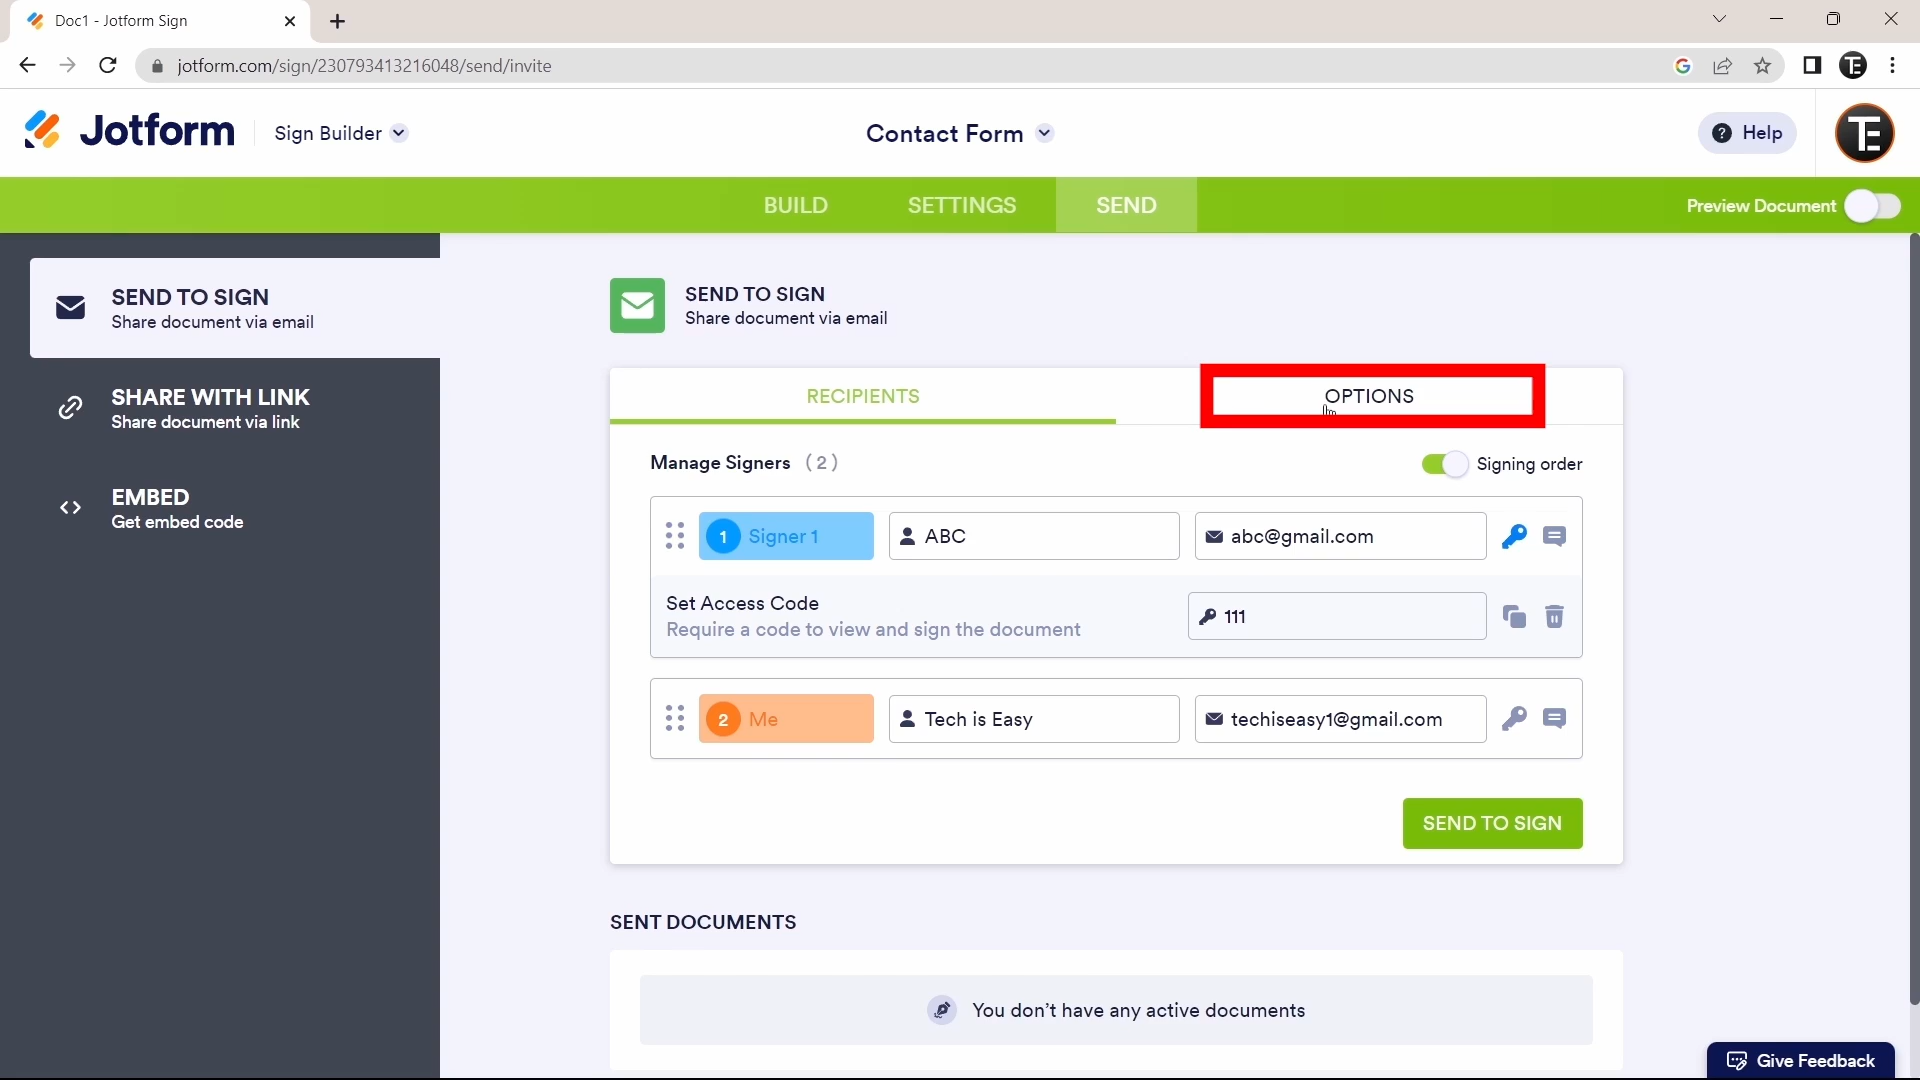 Doc1 - Jotform Sign
jotform.com/sign/230793413216048/send/invite
TE
Jotform
Sign Builder
Contact Form
? Help
TE
BUILD
SETTINGS
SEND
Preview Document
SEND TO SIGN
Share document via email
SHARE WITH LINK
Share document via link
EMBED
Get embed code
SEND TO SIGN
Share document via email
RECIPIENTS
OPTIONS
Manage Signers (2)
Signing order
1 Signer 1
ABC
abc@gmail.com
Set Access Code
Require a code to view and sign the document
111
2 Me
Tech is Easy
techiseasy1@gmail.com
SEND TO SIGN
SENT DOCUMENTS
You don't have any active documents
Give Feedback